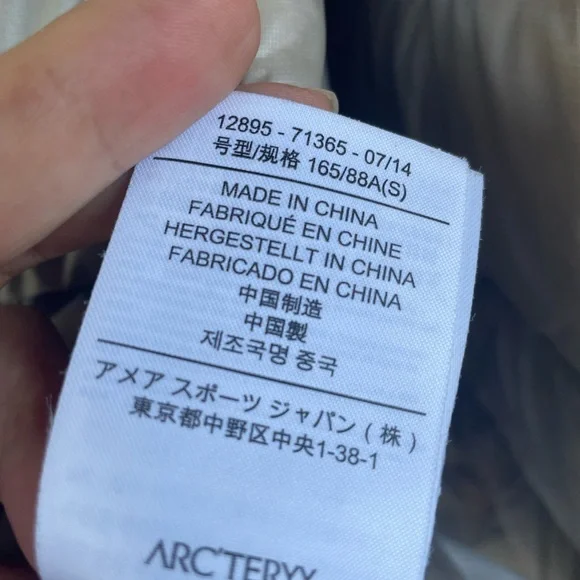 12895 - 71365 - 07/14
号型/规格 165/88A(S)
MADE IN CHINA
FABRIQUÉ EN CHINE
HERGESTELLT IN CHINA
FABRICADO EN CHINA
中国制造
中国製
제조국명 중국
アメア スポーツ ジャパン ( 株 )
東京都中野区中央1-38-1
ARC'TERYX